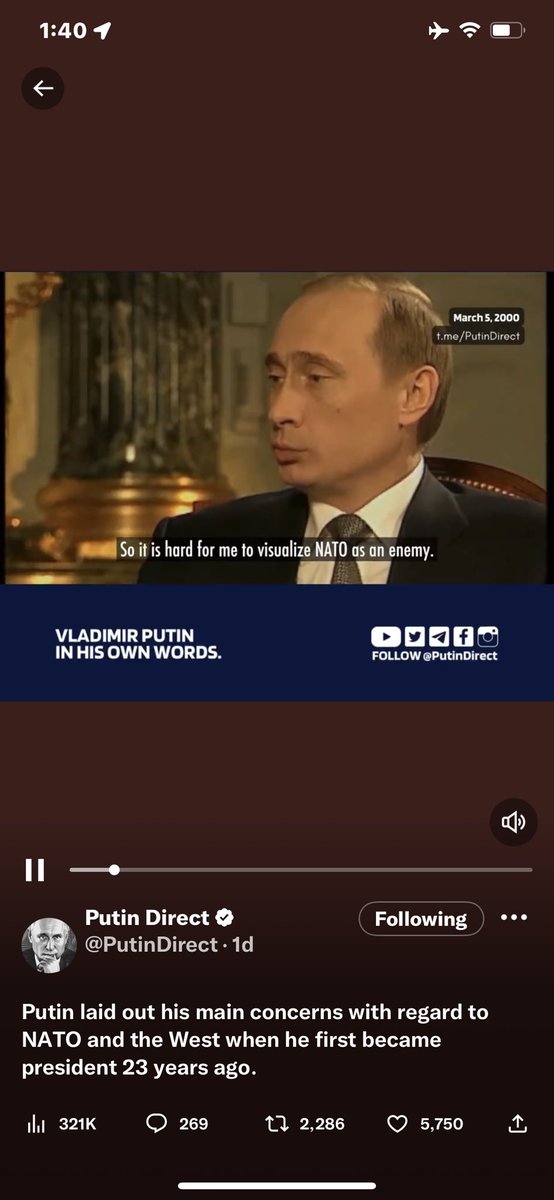 1:40
March 5, 2000
t.me/PutinDirect
So it is hard for me to visualize NATO as an enemy.
VLADIMIR PUTIN
IN HIS OWN WORDS.
FOLLOW @PutinDirect
Putin Direct
Following
@PutinDirect · 1d
Putin laid out his main concerns with regard to
NATO and the West when he first became
president 23 years ago.
321K 269 2,286 5,750